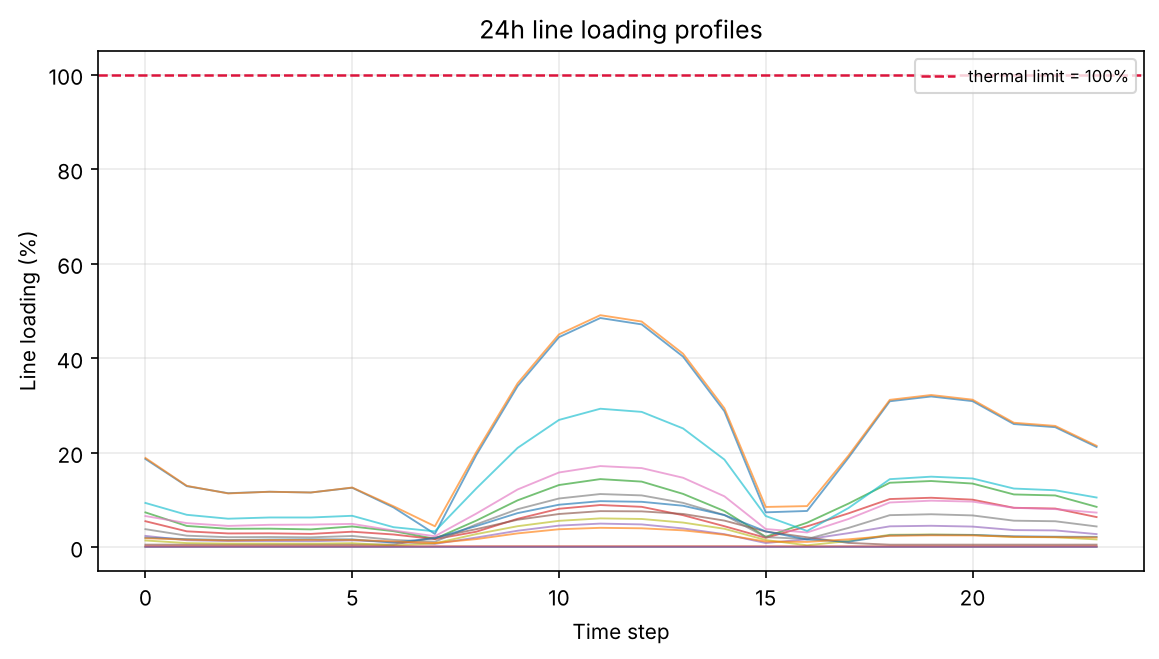 24h line loading profiles
thermal limit = 100%
Line loading (%)
100
80
60
40
20
0
0 5 10 15 20
Time step